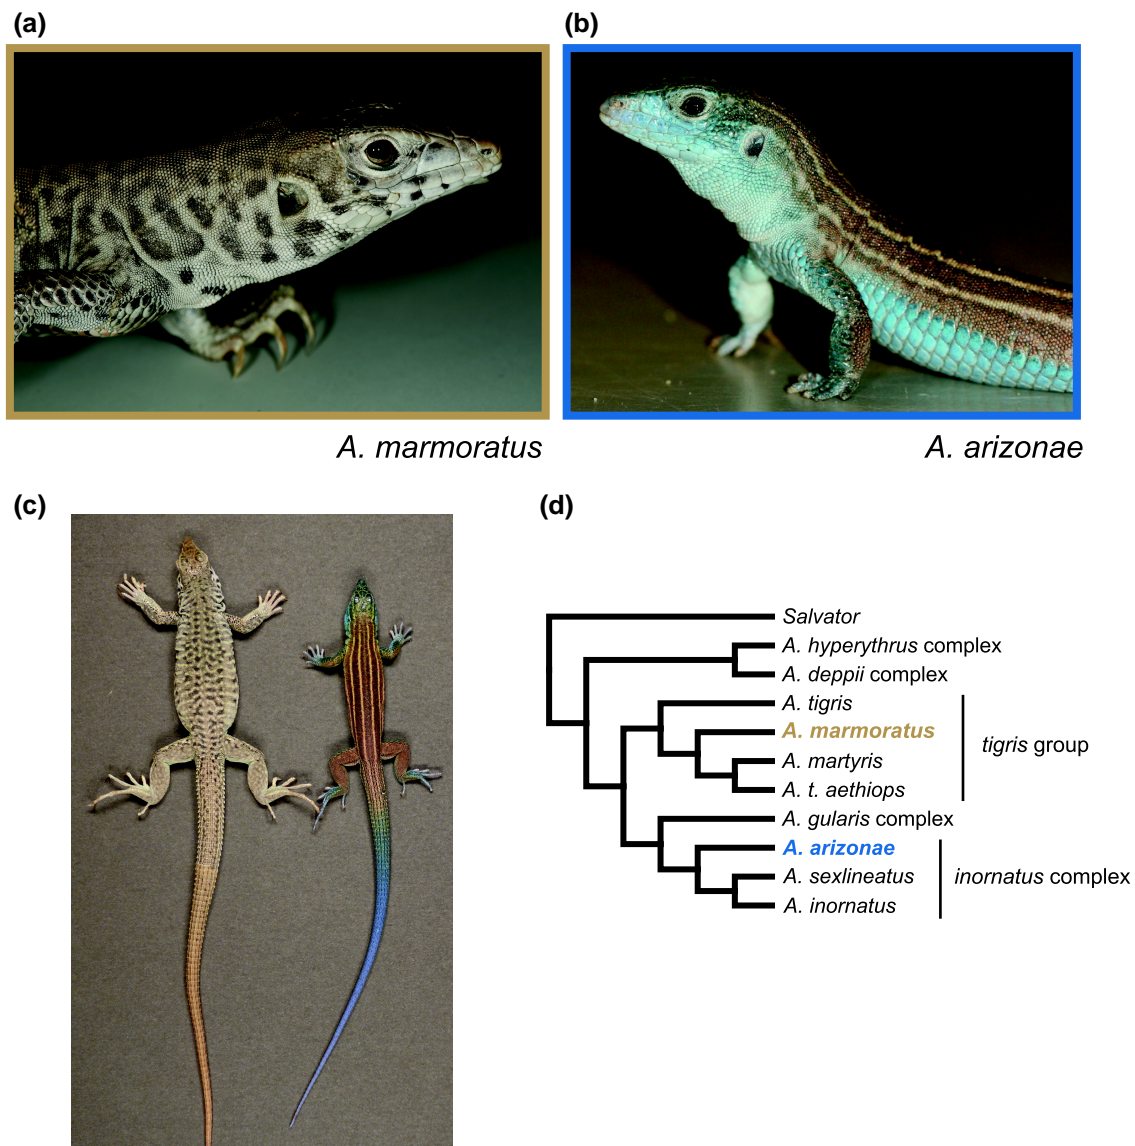 (a)
(b)
A. marmoratus
A. arizonae
(c)
(d)
Salvator
A. hyperythrus complex
A. deppii complex
A. tigris
A. marmoratus
A. martyris
A. t. aethiops
tigris group
A. gularis complex
A. arizonae
A. sexlineatus
A. inornatus
inornatus complex